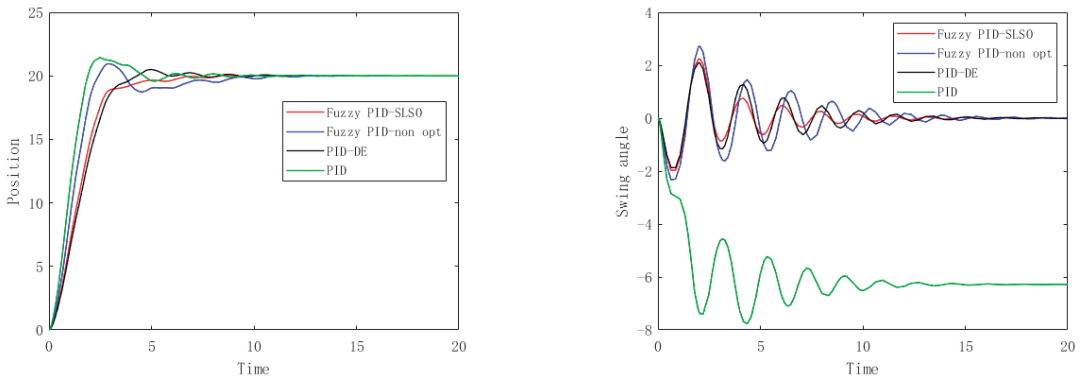 25
20
15
10
5
0
Position
0 5 10 15 20
Time
Fuzzy PID-SLSO
Fuzzy PID-non opt
PID-DE
PID
4
2
0
-2
-4
-6
-8
Swing angle
0 5 10 15 20
Time
Fuzzy PID-SLSO
Fuzzy PID-non opt
PID-DE
PID